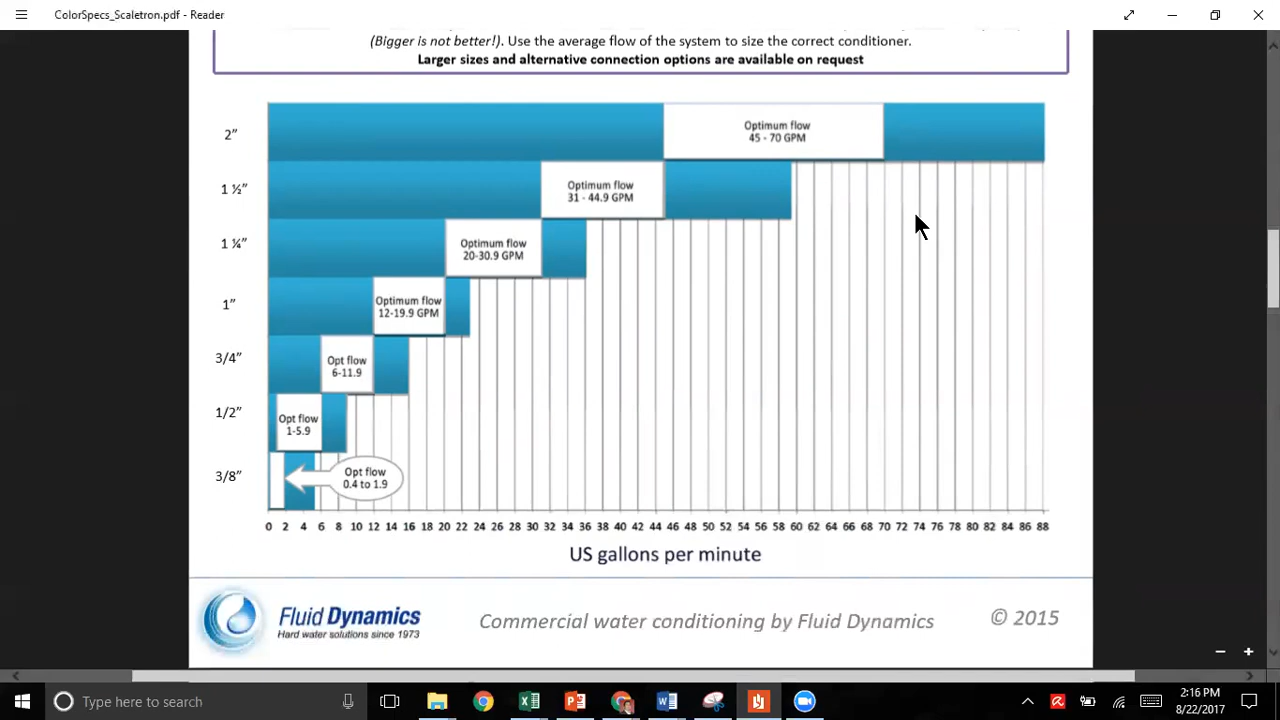 ColorSpecs_Scaletron.pdf - Reader
(Bigger is not better!). Use the average flow of the system to size the correct conditioner.
Larger sizes and alternative connection options are available on request
2”
Optimum flow
45 - 70 GPM
1 ½”
Optimum flow
31 - 44.9 GPM
1 ¼”
Optimum flow
20-30.9 GPM
1”
Optimum flow
12-19.9 GPM
3/4”
Opt flow
6-11.9
1/2”
Opt flow
1-5.9
3/8”
Opt flow
0.4 to 1.9
0 2 4 6 8 10 12 14 16 18 20 22 24 26 28 30 32 34 36 38 40 42 44 46 48 50 52 54 56 58 60 62 64 66 68 70 72 74 76 78 80 82 84 86 88
US gallons per minute
Fluid Dynamics
Hard water solutions since 1973
Commercial water conditioning by Fluid Dynamics
© 2015
Type here to search
2:16 PM
8/22/2017